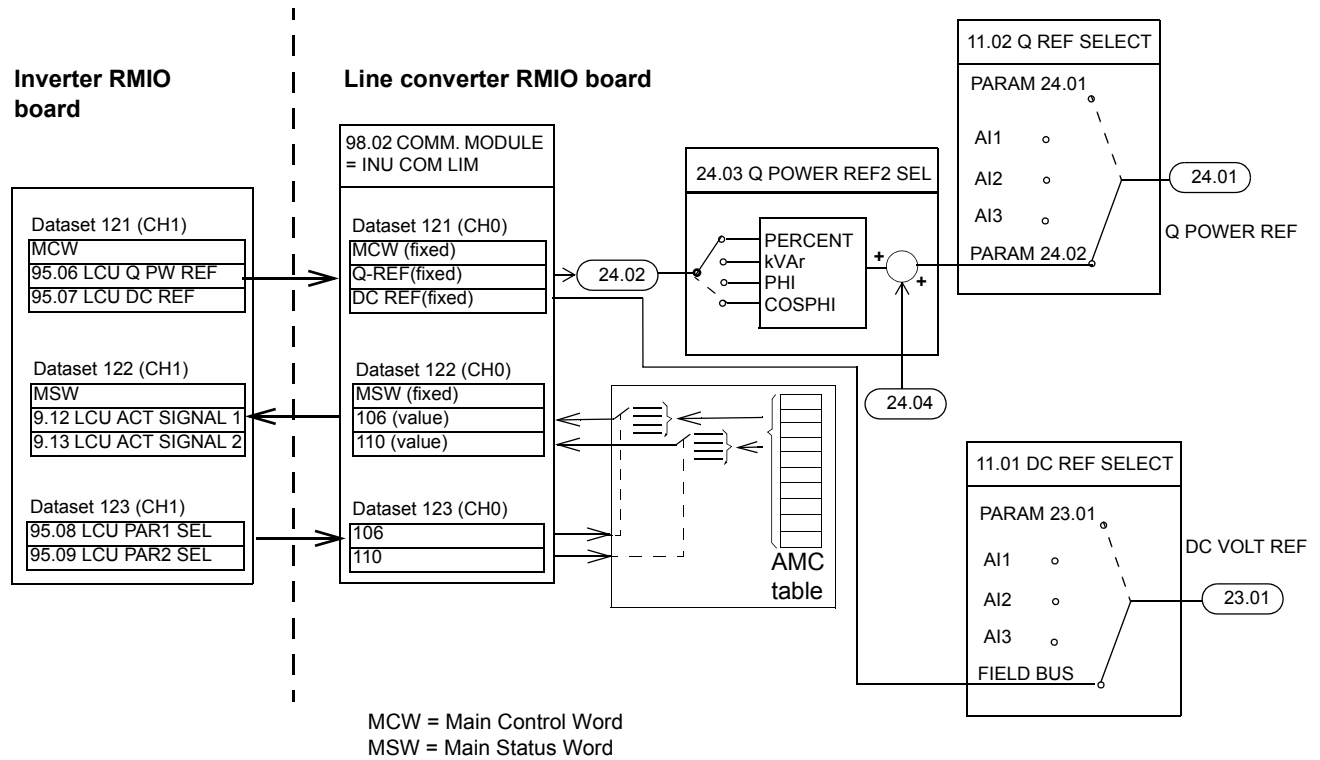 Inverter RMIO
board
Line converter RMIO board
Dataset 121 (CH1)
MCW
95.06 LCU Q PW REF
95.07 LCU DC REF
Dataset 122 (CH1)
MSW
9.12 LCU ACT SIGNAL 1
9.13 LCU ACT SIGNAL 2
Dataset 123 (CH1)
95.08 LCU PAR1 SEL
95.09 LCU PAR2 SEL
98.02 COMM. MODULE
= INU COM LIM
Dataset 121 (CH0)
MCW (fixed)
Q-REF(fixed)
DC REF(fixed)
Dataset 122 (CH0)
MSW (fixed)
106 (value)
110 (value)
Dataset 123 (CH0)
106
110
AMC
table
24.02
24.03 Q POWER REF2 SEL
PERCENT
kVAr
PHI
COSPHI
+
+
24.04
11.02 Q REF SELECT
PARAM 24.01
AI1
AI2
AI3
PARAM 24.02
24.01
Q POWER REF
11.01 DC REF SELECT
PARAM 23.01
AI1
AI2
AI3
FIELD BUS
DC VOLT REF
23.01
MCW = Main Control Word
MSW = Main Status Word